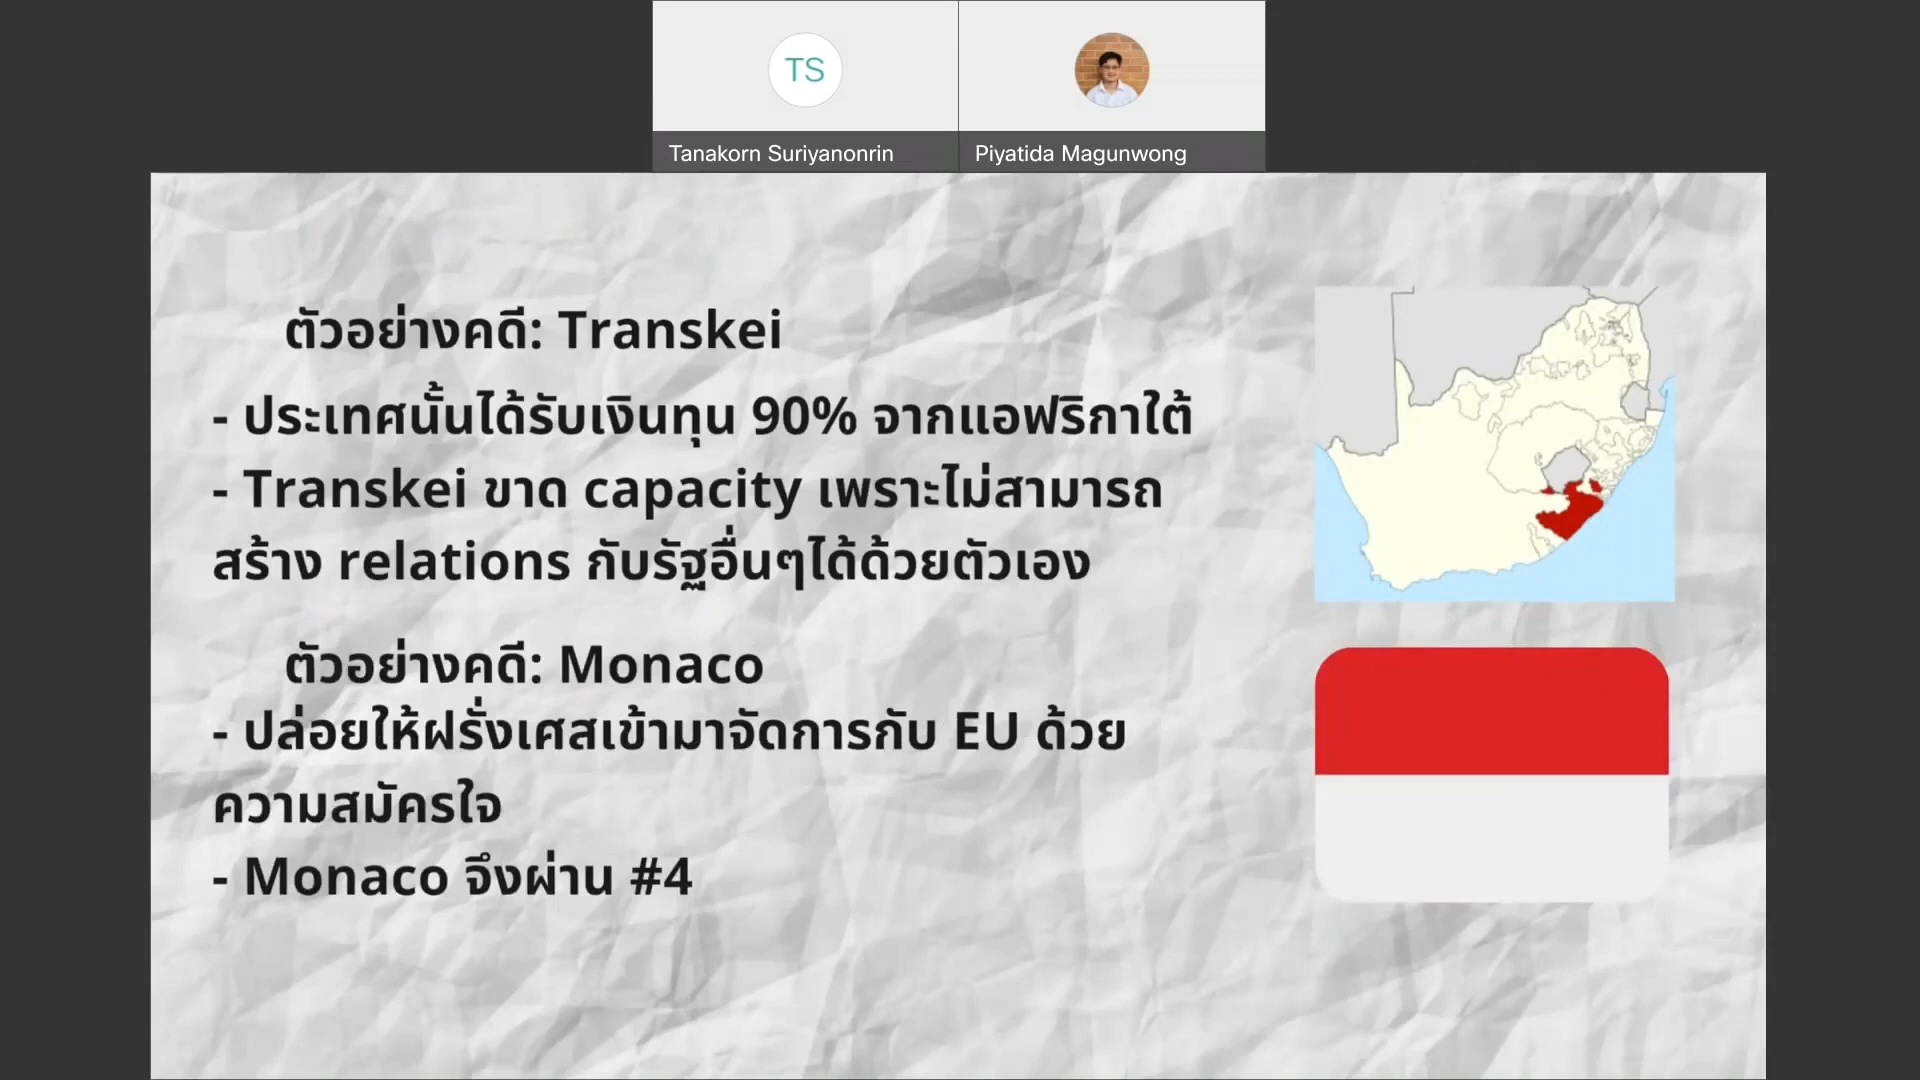 TS
Tanakorn Suriyanonrin
Piyatida Magunwong
ตัวอย่างคดี: Transkei
- ประเทศนั้นได้รับเงินทุน 90% จากแอฟริกาใต้
- Transkei ขาด capacity เพราะไม่สามารถ
สร้าง relations กับรัฐอื่นๆได้ด้วยตัวเอง
ตัวอย่างคดี: Monaco
- ปล่อยให้ฝรั่งเศสเข้ามาจัดการกับ EU ด้วย
ความสมัครใจ
- Monaco จึงผ่าน #4